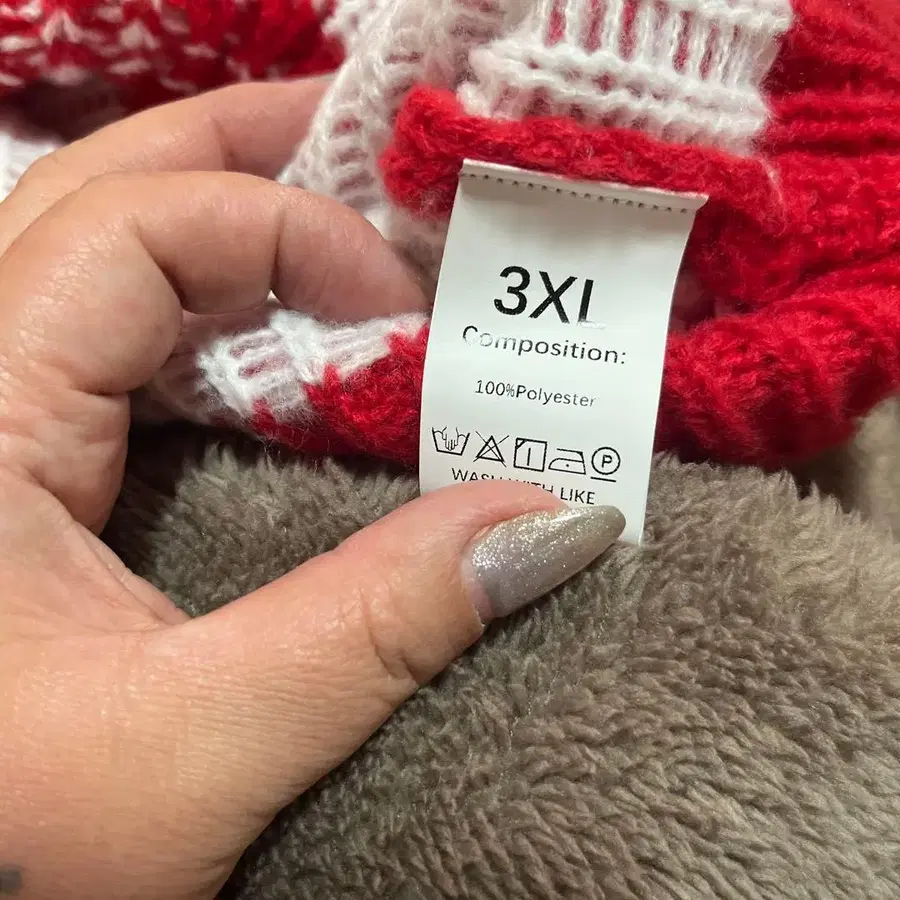 3XL
Composition:
100%Polyester
P
WASH WITH LIKE